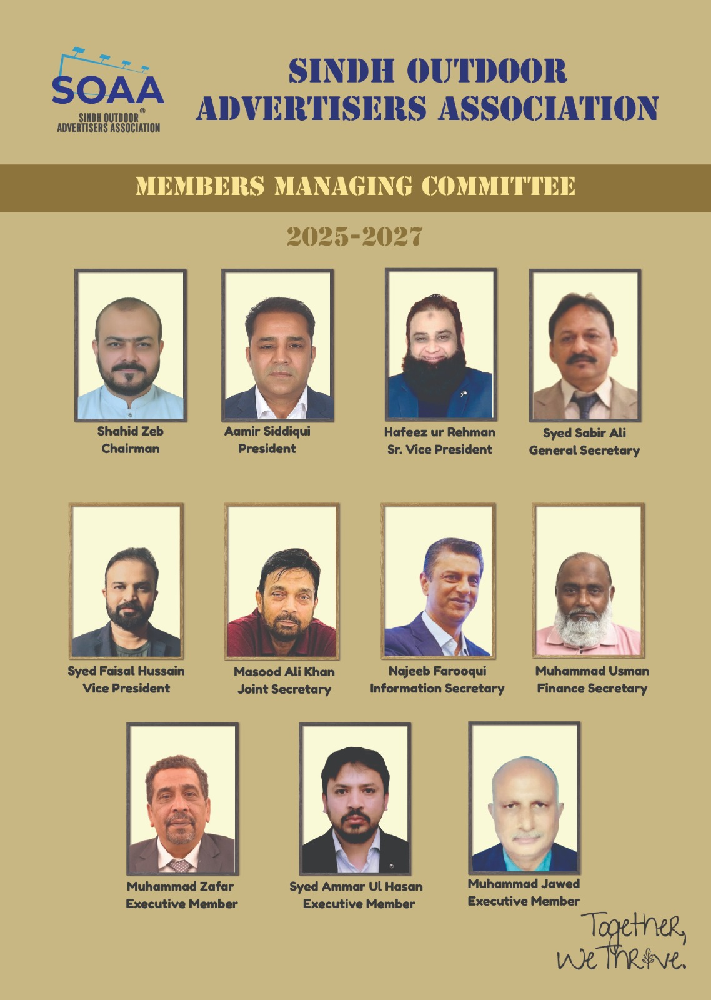 SOAA
SINDH OUTDOOR®
ADVERTISERS ASSOCIATION
SINDH OUTDOOR
ADVERTISERS ASSOCIATION
MEMBERS MANAGING COMMITTEE
2025-2027
Shahid Zeb
Chairman
Aamir Siddiqui
President
Hafeez ur Rehman
Sr. Vice President
Syed Sabir Ali
General Secretary
Syed Faisal Hussain
Vice President
Masood Ali Khan
Joint Secretary
Najeeb Farooqui
Information Secretary
Muhammad Usman
Finance Secretary
Muhammad Zafar
Executive Member
Syed Ammar Ul Hasan
Executive Member
Muhammad Jawed
Executive Member
Together,
We Thrive.